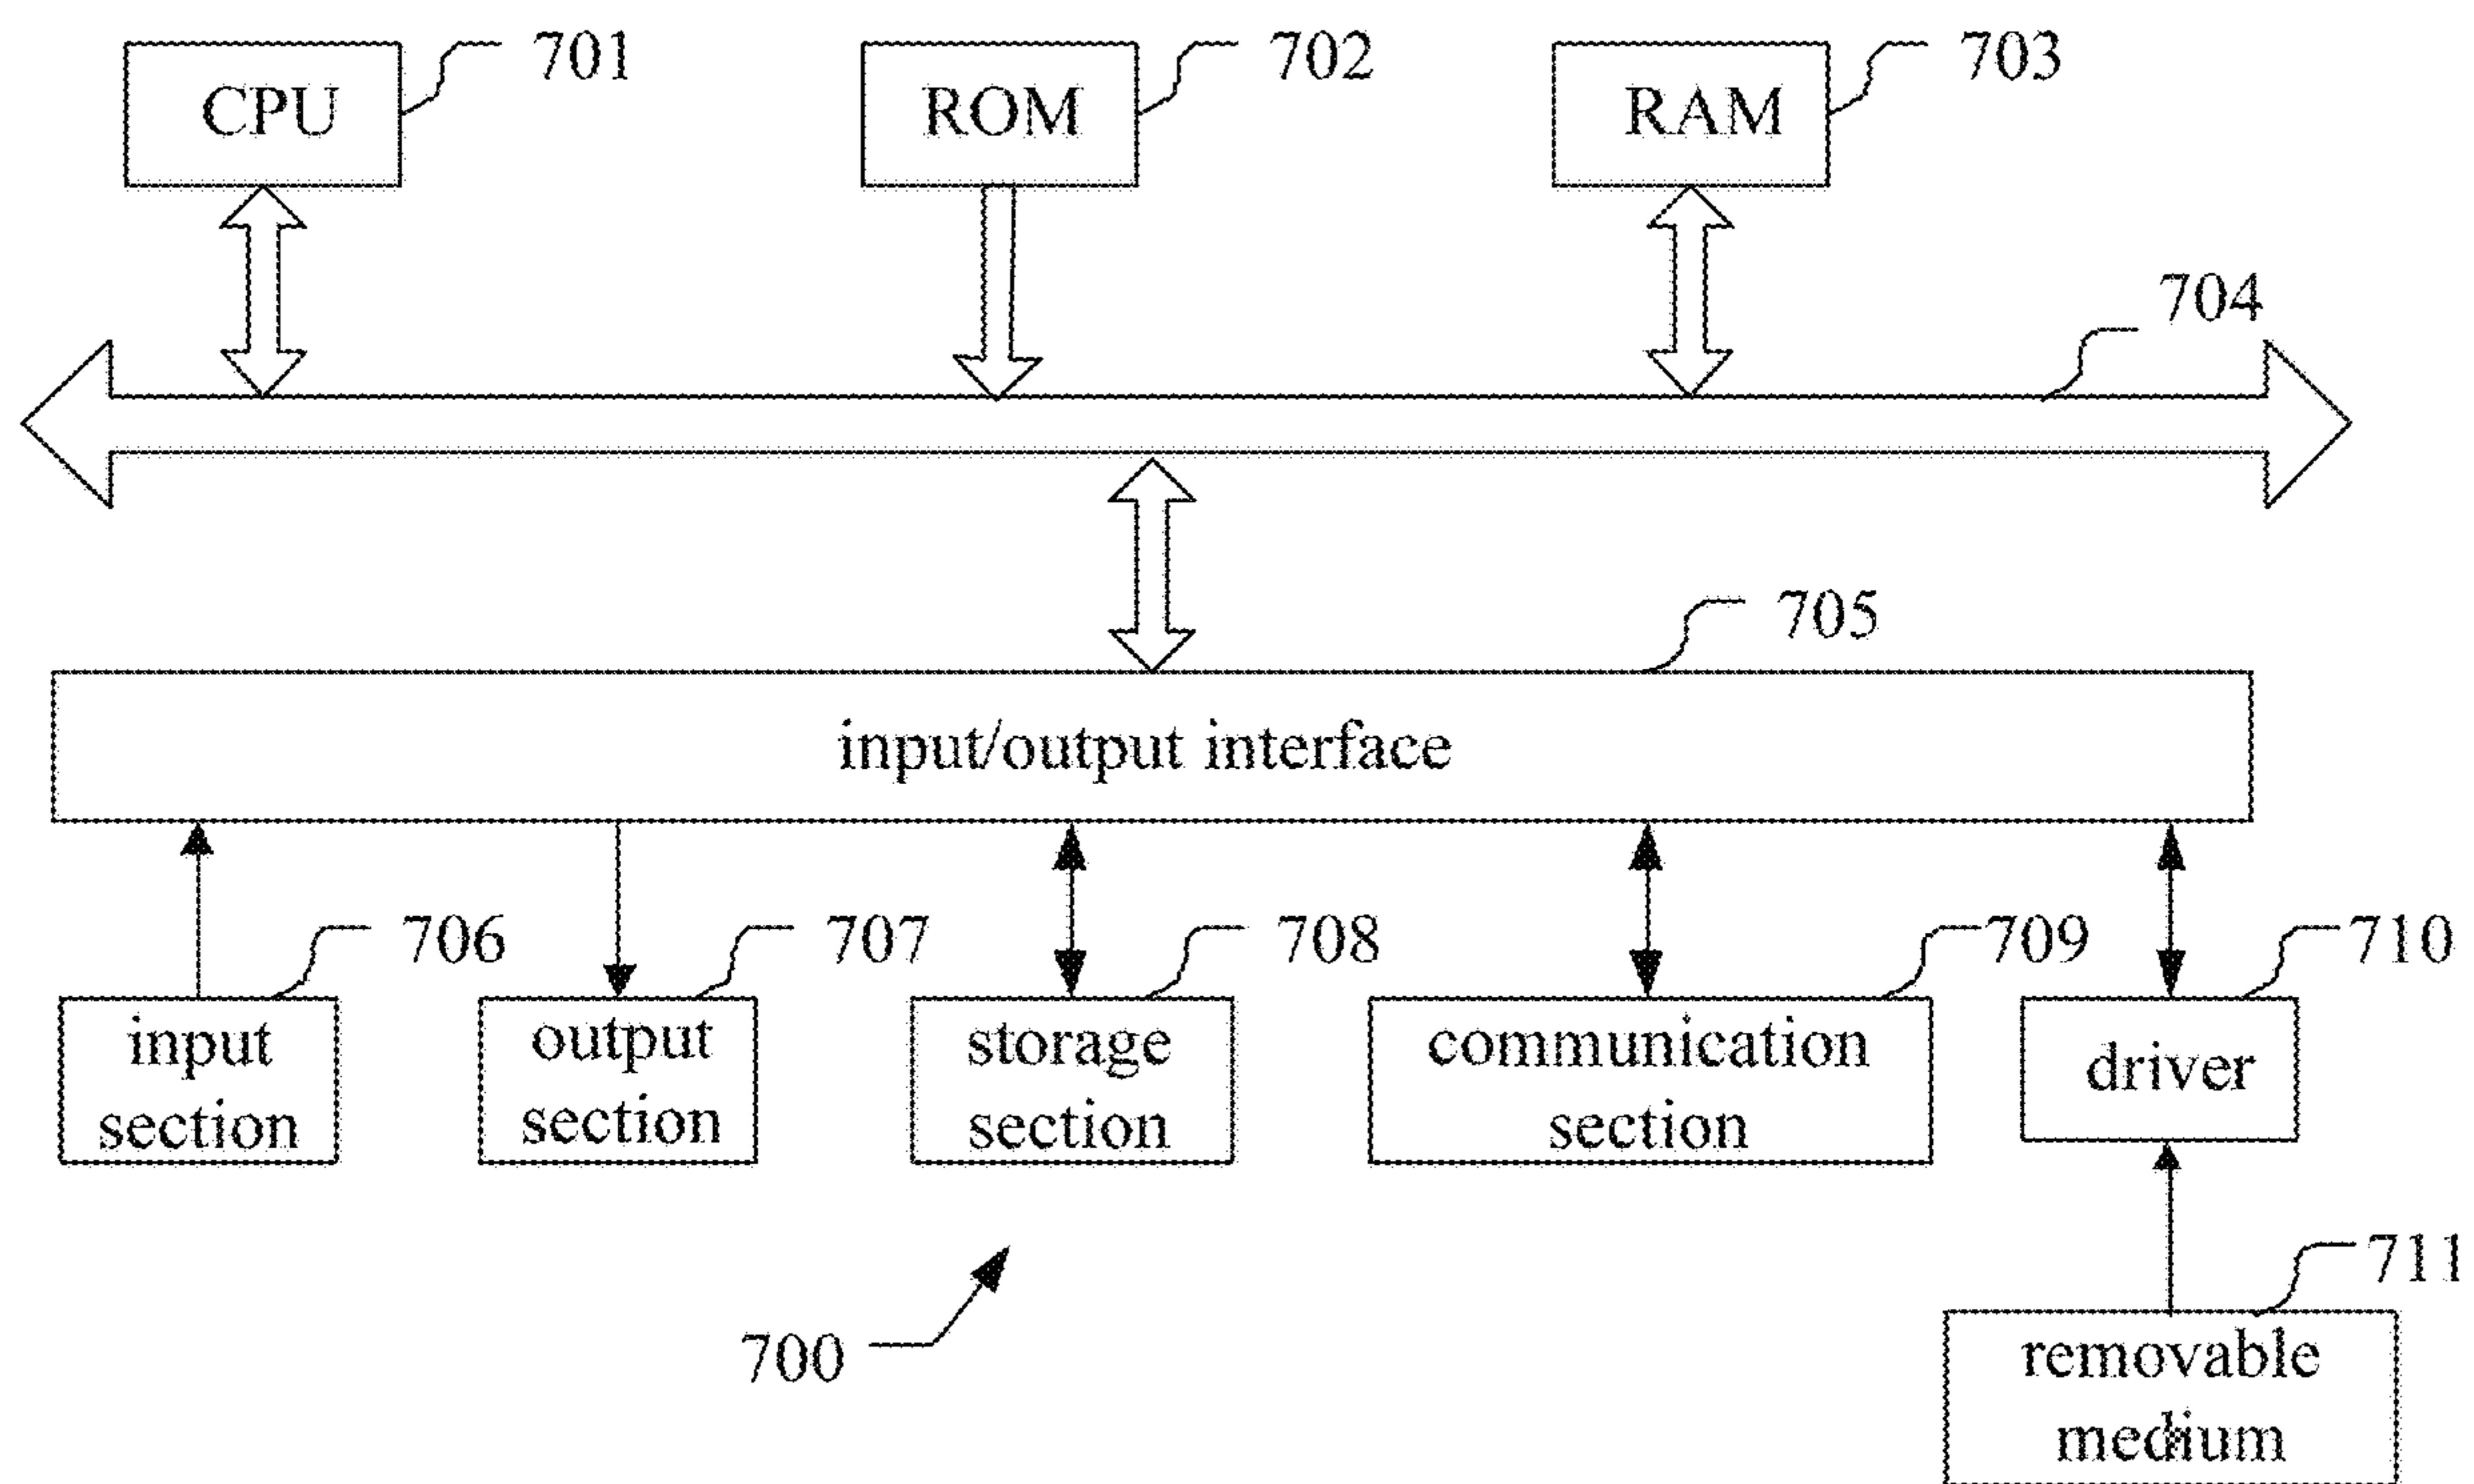 CPU
701
ROM
702
RAM
703
704
705
input/output interface
706
707
708
709
710
input
section
output
section
storage
section
communication
section
driver
711
700
removable
medium